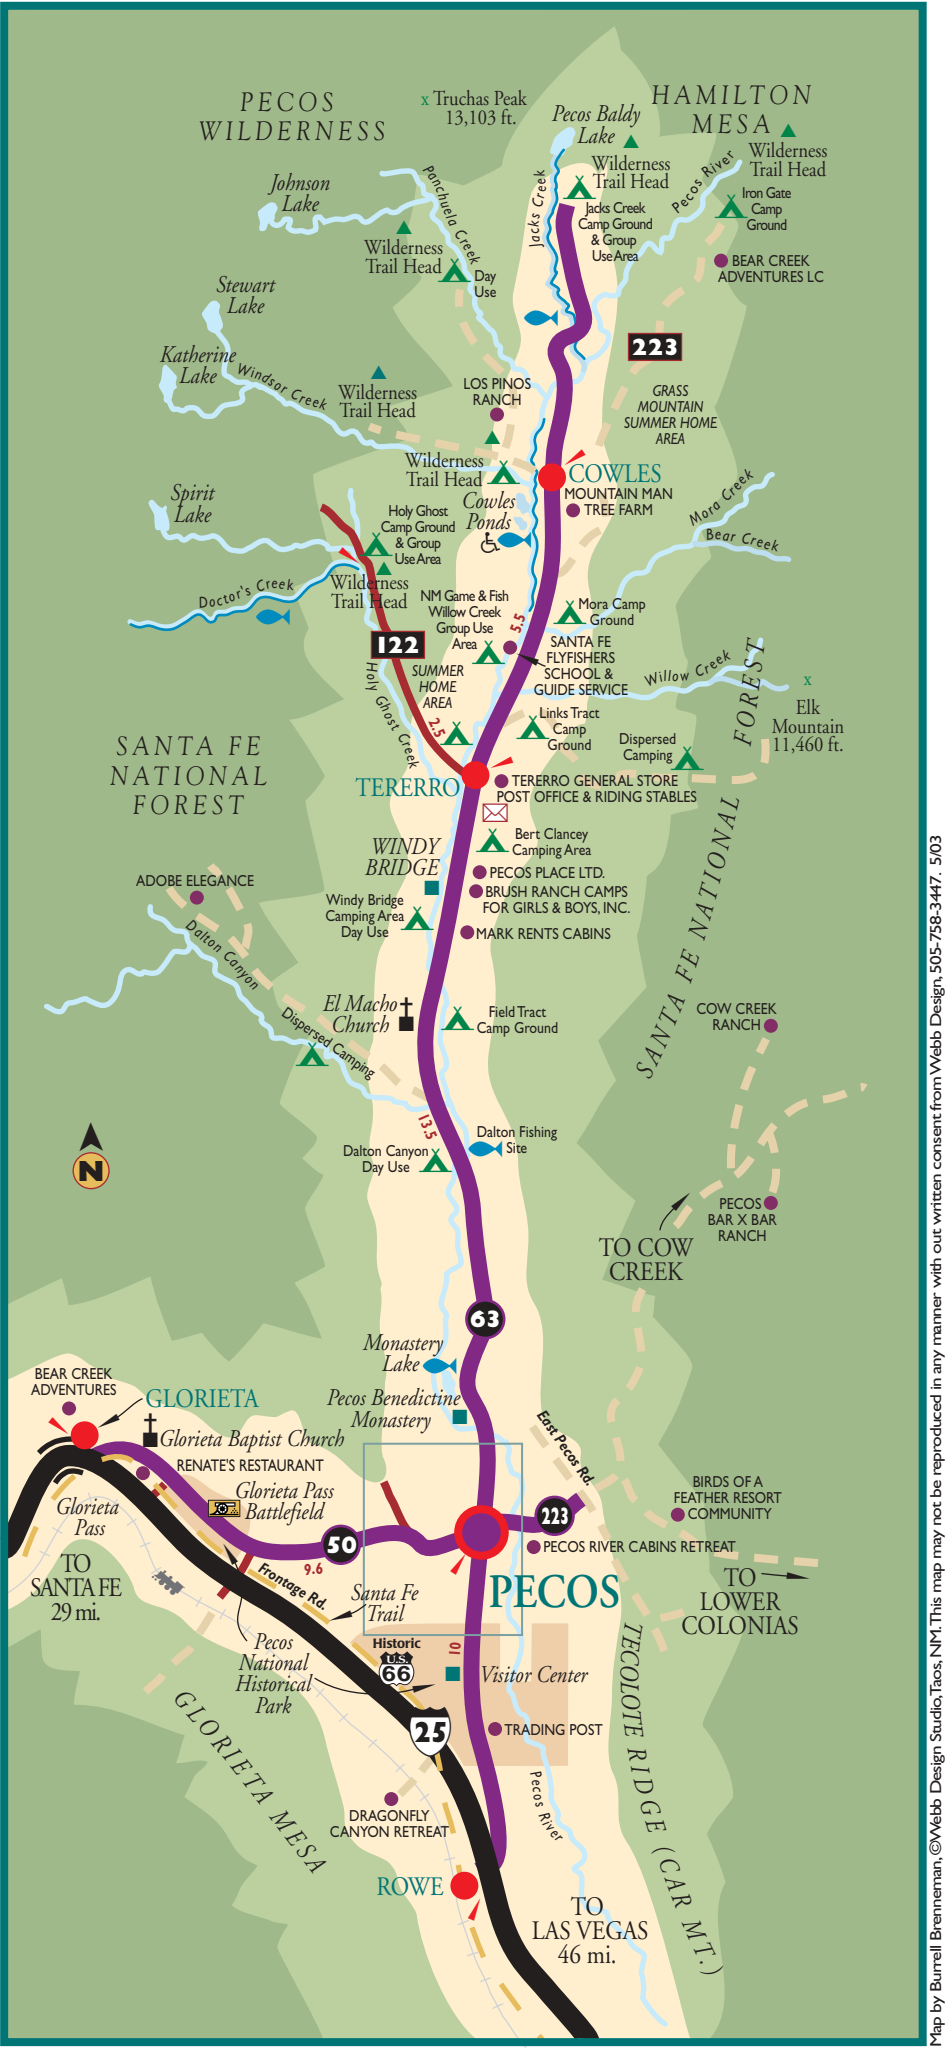 PECOS
WILDERNESS
x Truchas Peak
13,103 ft.
HAMILTON
MESA
Pecos Baldy
Lake
Wilderness
Trail Head
Wilderness
Trail Head
Johnson
Lake
Panchuela Creek
Jacks Creek
Pecos River
Iron Gate
Camp
Ground
Jacks Creek
Camp Ground
& Group
Use Area
Wilderness
Trail Head
Day
Use
BEAR CREEK
ADVENTURES LC
Stewart
Lake
223
Katherine
Lake
Windsor Creek
Wilderness
Trail Head
LOS PINOS
RANCH
GRASS
MOUNTAIN
SUMMER HOME
AREA
Wilderness
Trail Head
COWLES
MOUNTAIN MAN
TREE FARM
Cowles
Ponds
Spirit
Lake
Holy Ghost
Camp Ground
& Group
Use Area
Mora Creek
Bear Creek
Doctor's Creek
Wilderness
Trail Head
NM Game & Fish
Willow Creek
Group Use
Area
5.5
Mora Camp
Ground
122
SANTA FE
FLYFISHERS
SCHOOL &
GUIDE SERVICE
Willow Creek
SUMMER
HOME
AREA
Holy Ghost Creek
2.5
x
Elk
Mountain
11,460 ft.
Links Tract
Camp
Ground
Dispersed
Camping
SANTA FE
NATIONAL
FOREST
SANTA FE NATIONAL FOREST
TERERRO
TERERRO GENERAL STORE
POST OFFICE & RIDING STABLES
WINDY
BRIDGE
Bert Clancey
Camping Area
PECOS PLACE LTD.
BRUSH RANCH CAMPS
FOR GIRLS & BOYS, INC.
ADOBE ELEGANCE
Windy Bridge
Camping Area
Day Use
MARK RENTS CABINS
Dalton Canyon
El Macho
Church
Field Tract
Camp Ground
COW CREEK
RANCH
Dispersed Camping
13.5
Dalton Fishing
Site
Dalton Canyon
Day Use
N
PECOS
BAR X BAR
RANCH
TO COW
CREEK
63
Monastery
Lake
BEAR CREEK
ADVENTURES
GLORIETA
Pecos Benedictine
Monastery
East Pecos Rd.
Glorieta Baptist Church
RENATE'S RESTAURANT
Glorieta Pass
Battlefield
Glorieta
Pass
BIRDS OF A
FEATHER RESORT
COMMUNITY
223
50
9.6
PECOS RIVER CABINS RETREAT
TO
SANTA FE
29 mi.
Frontage Rd.
Santa Fe
Trail
PECOS
TO
LOWER
COLONIAS
Pecos
National
Historical
Park
Historic
U.S.
66
10
Visitor Center
25
TRADING POST
GLORIETA MESA
TECOLOTE RIDGE (CAR MT.)
Pecos River
DRAGONFLY
CANYON RETREAT
ROWE
TO
LAS VEGAS
46 mi.
Map by Burrell Brenneman, ©Webb Design Studio,Taos, NM. This map may not be reproduced in any manner with out written consent from Webb Design, 505-758-3447. 5/03